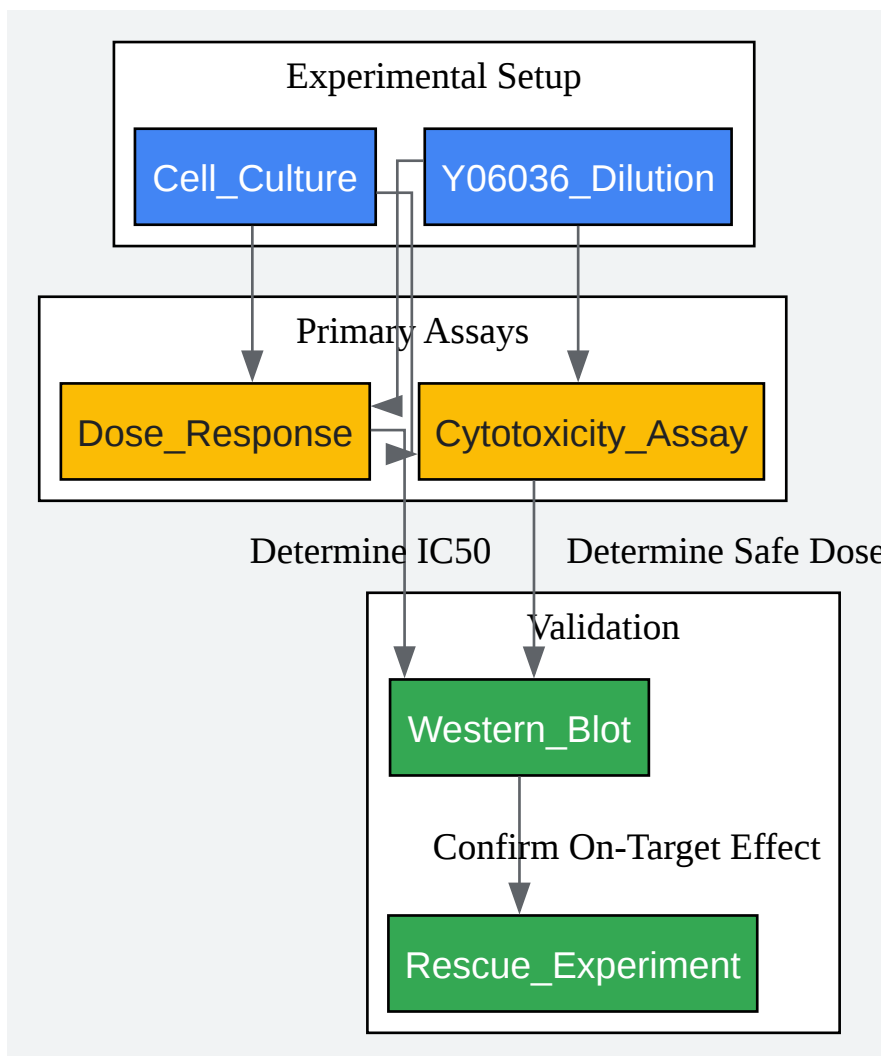 Experimental Setup
Cell_Culture
Y06036_Dilution
Primary Assays
Dose_Response
Cytotoxicity_Assay
Determine IC50
Determine Safe Dose
Validation
Western_Blot
Confirm On-Target Effect
Rescue_Experiment